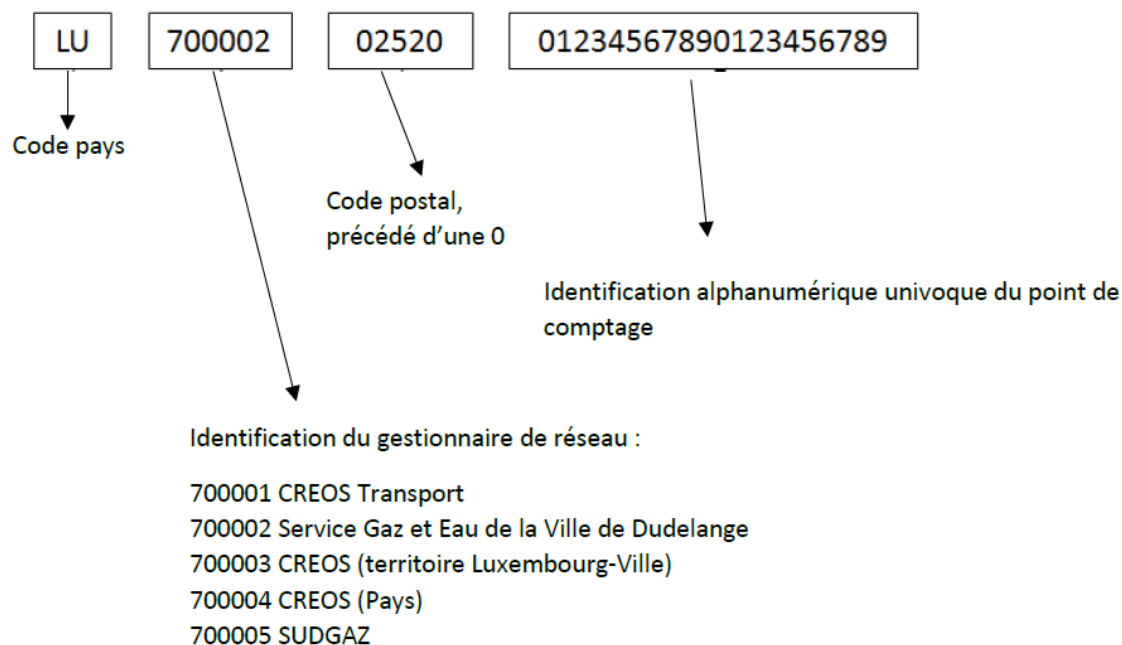 LU 700002 02520 01234567890123456789
Code pays
Code postal,
précédé d'une 0
Identification alphanumérique univoque du point de
comptage
Identification du gestionnaire de réseau :
700001 CREOS Transport
700002 Service Gaz et Eau de la Ville de Dudelange
700003 CREOS (territoire Luxembourg-Ville)
700004 CREOS (Pays)
700005 SUDGAZ